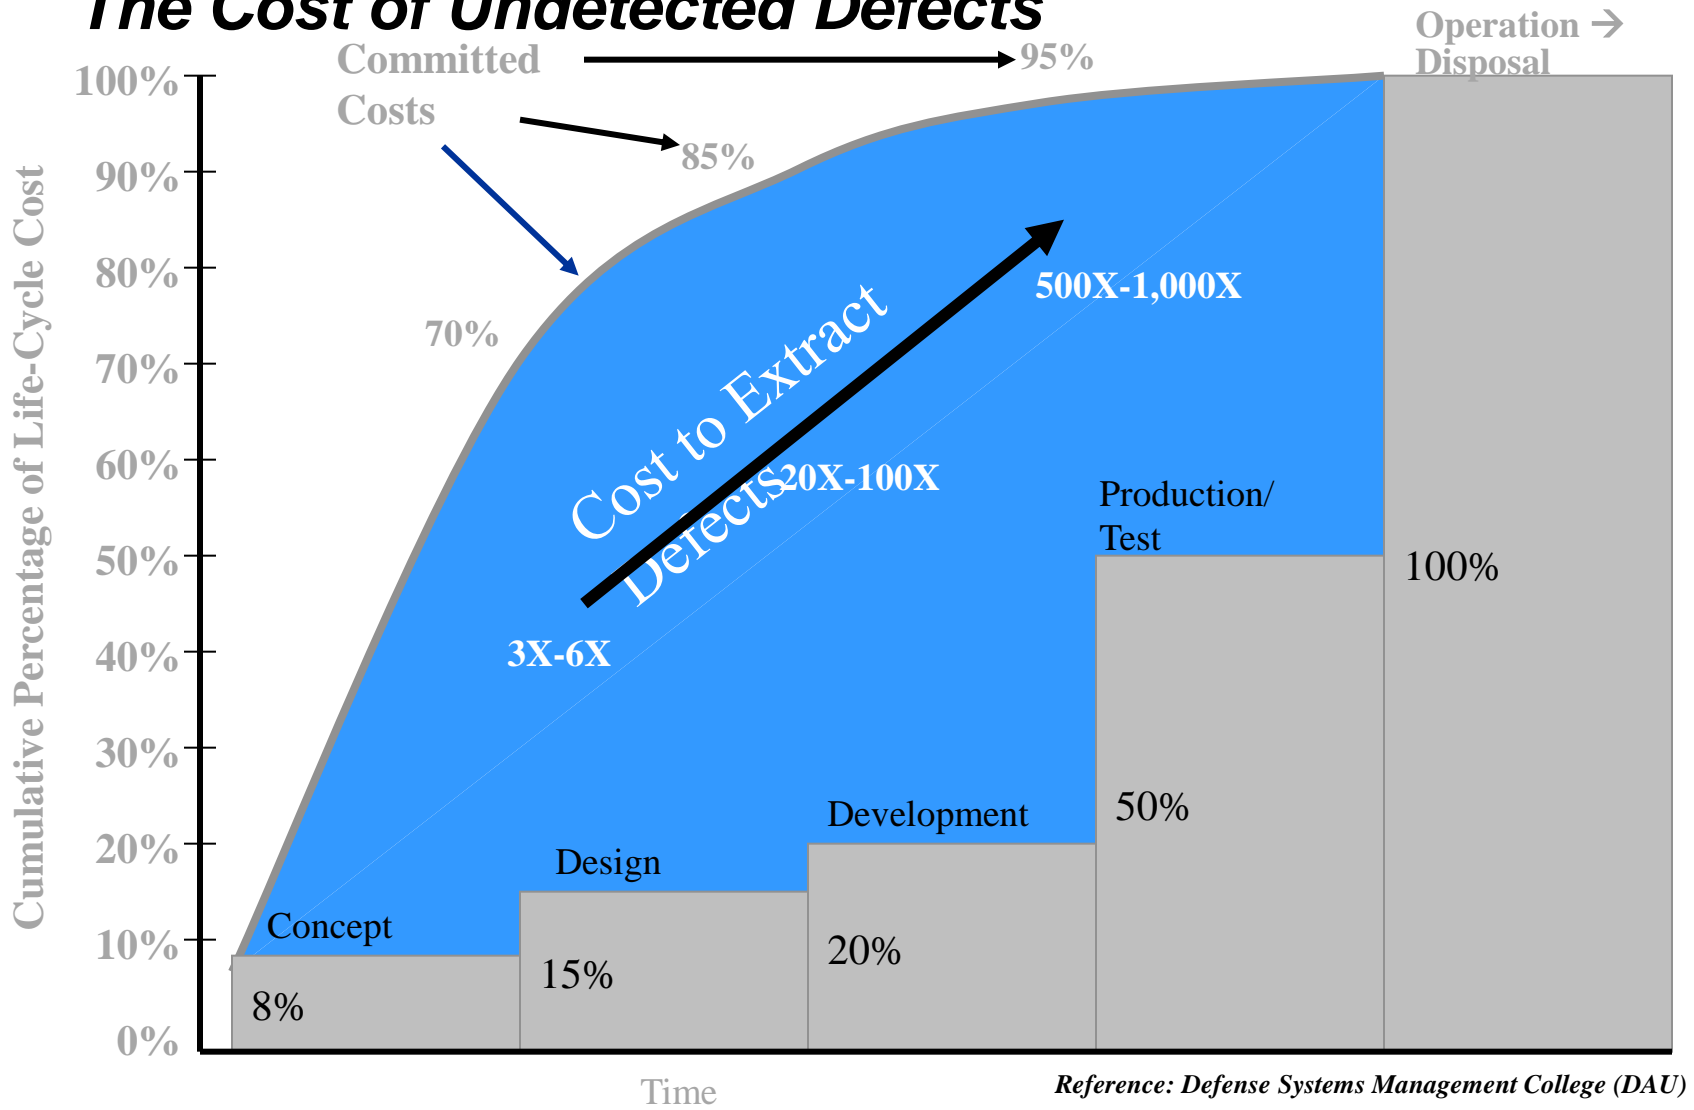 The Cost of Undetected Defects
Operation →
Disposal
Committed
Costs
95%
85%
70%
100%
90%
80%
70%
60%
50%
40%
30%
20%
10%
0%
Cumulative Percentage of Life-Cycle Cost
Cost to Extract
Defects
500X-1,000X
20X-100X
3X-6X
Production/
Test
Development
Design
Concept
8%
15%
20%
50%
100%
Time
Reference: Defense Systems Management College (DAU)